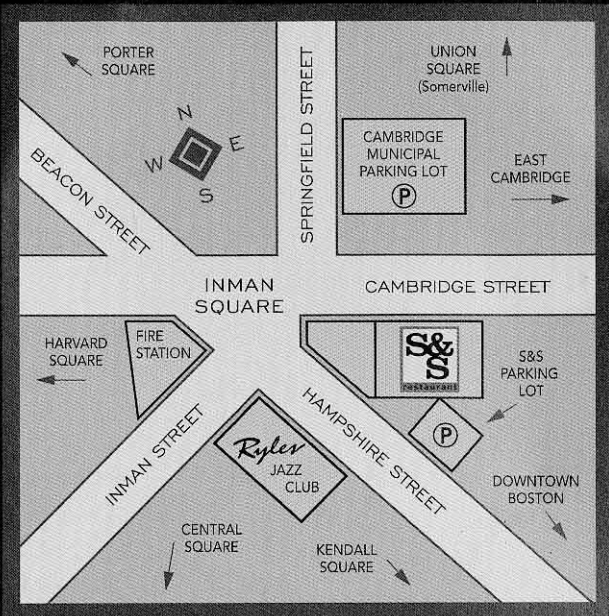 PORTER
SQUARE
N
E
W
S
BEACON STREET
SPRINGFIELD STREET
UNION
SQUARE
(Somerville)
CAMBRIDGE
MUNICIPAL
PARKING LOT
P
EAST
CAMBRIDGE
INMAN
SQUARE
CAMBRIDGE STREET
HARVARD
SQUARE
FIRE
STATION
S&
S
restaurant
S&S
PARKING
LOT
P
INMAN STREET
Ryles
JAZZ
CLUB
HAMPSHIRE STREET
DOWNTOWN
BOSTON
CENTRAL
SQUARE
KENDALL
SQUARE